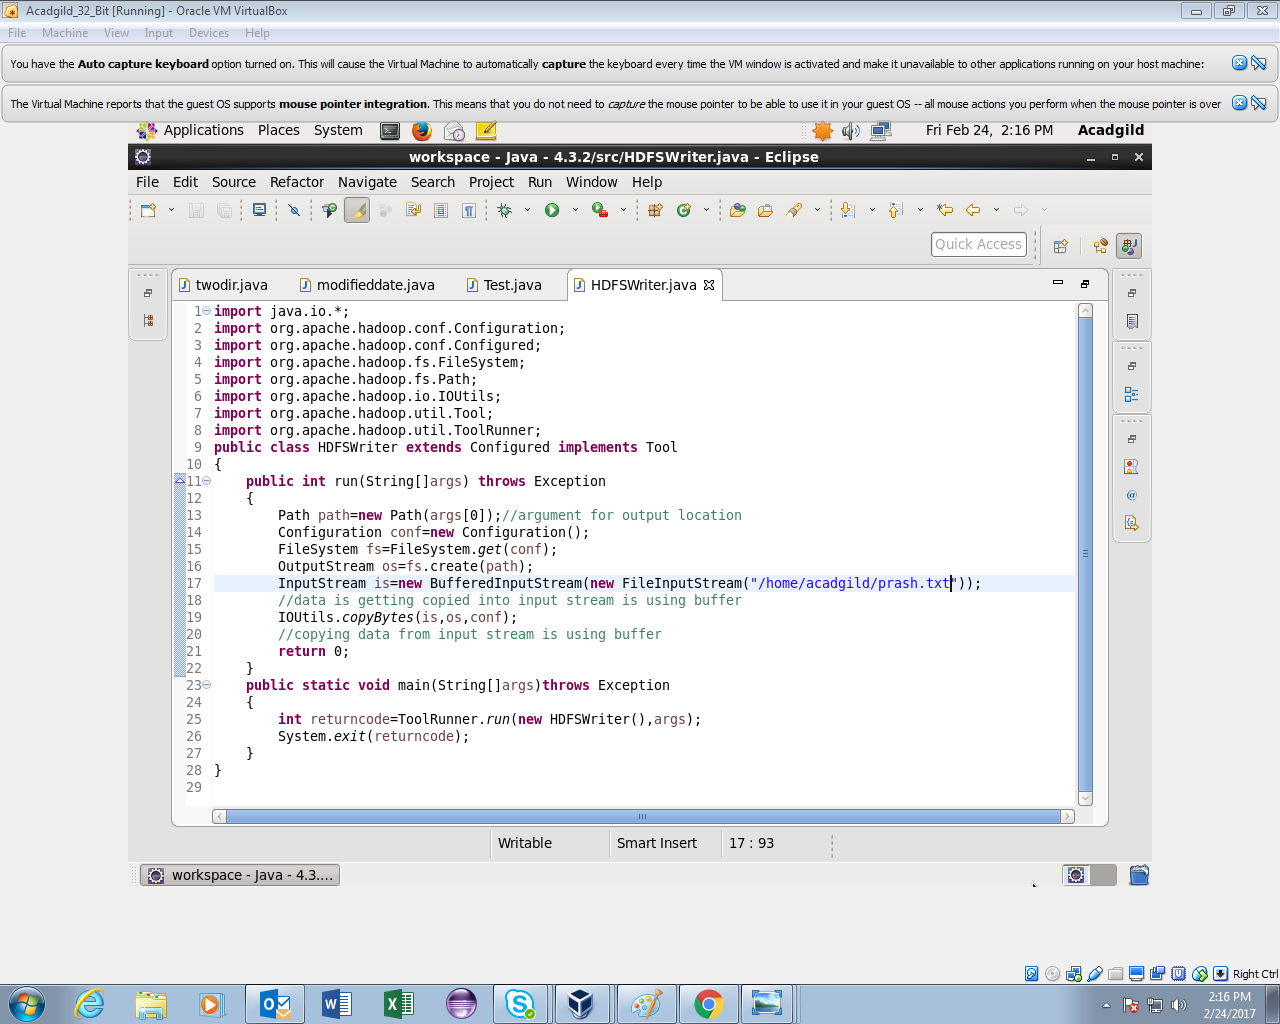 Acadgild_32_Bit [Running] - Oracle VM VirtualBox
File Machine View Input Devices Help
You have the Auto capture keyboard option turned on. This will cause the Virtual Machine to automatically capture the keyboard every time the VM window is activated and make it unavailable to other applications running on your host machine:
The Virtual Machine reports that the guest OS supports mouse pointer integration. This means that you do not need to capture the mouse pointer to be able to use it in your guest OS -- all mouse actions you perform when the mouse pointer is over
Applications Places System Fri Feb 24, 2:16 PM Acadgild
workspace - Java - 4.3.2/src/HDFSWriter.java - Eclipse
File Edit Source Refactor Navigate Search Project Run Window Help
Quick Access
twodir.java modifieddate.java Test.java HDFSWriter.java
1 import java.io.*;
2 import org.apache.hadoop.conf.Configuration;
3 import org.apache.hadoop.conf.Configured;
4 import org.apache.hadoop.fs.FileSystem;
5 import org.apache.hadoop.fs.Path;
6 import org.apache.hadoop.io.IOUtils;
7 import org.apache.hadoop.util.Tool;
8 import org.apache.hadoop.util.ToolRunner;
9 public class HDFSWriter extends Configured implements Tool
10 {
11 public int run(String[]args) throws Exception
12 {
13 Path path=new Path(args[0]);//argument for output location
14 Configuration conf=new Configuration();
15 FileSystem fs=FileSystem.get(conf);
16 OutputStream os=fs.create(path);
17 InputStream is=new BufferedInputStream(new FileInputStream("/home/acadgild/prash.txt"));
18 //data is getting copied into input stream is using buffer
19 IOUtils.copyBytes(is,os,conf);
20 //copying data from input stream is using buffer
21 return 0;
22 }
23 public static void main(String[]args)throws Exception
24 {
25 int returncode=ToolRunner.run(new HDFSWriter(),args);
26 System.exit(returncode);
27 }
28 }
29
Writable Smart Insert 17 : 93
workspace - Java - 4.3....
Right Ctrl
2:16 PM
2/24/2017